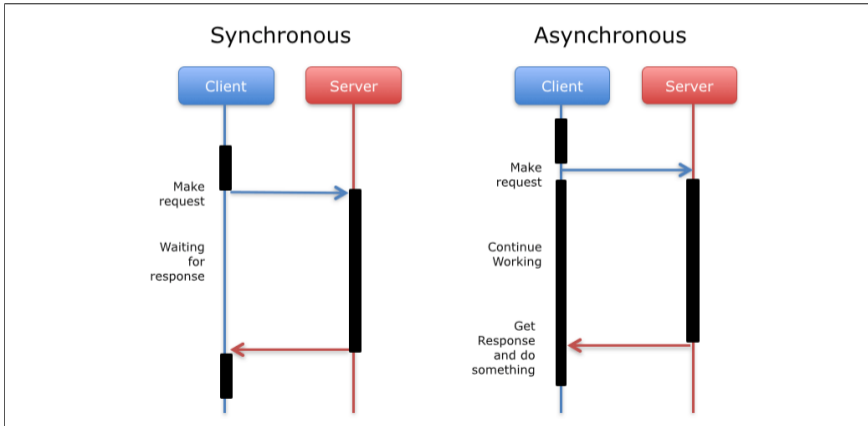 Synchronous
Client
Server
Make
request
Waiting
for
response
Asynchronous
Client
Server
Make
request
Continue
Working
Get
Response
and do
something